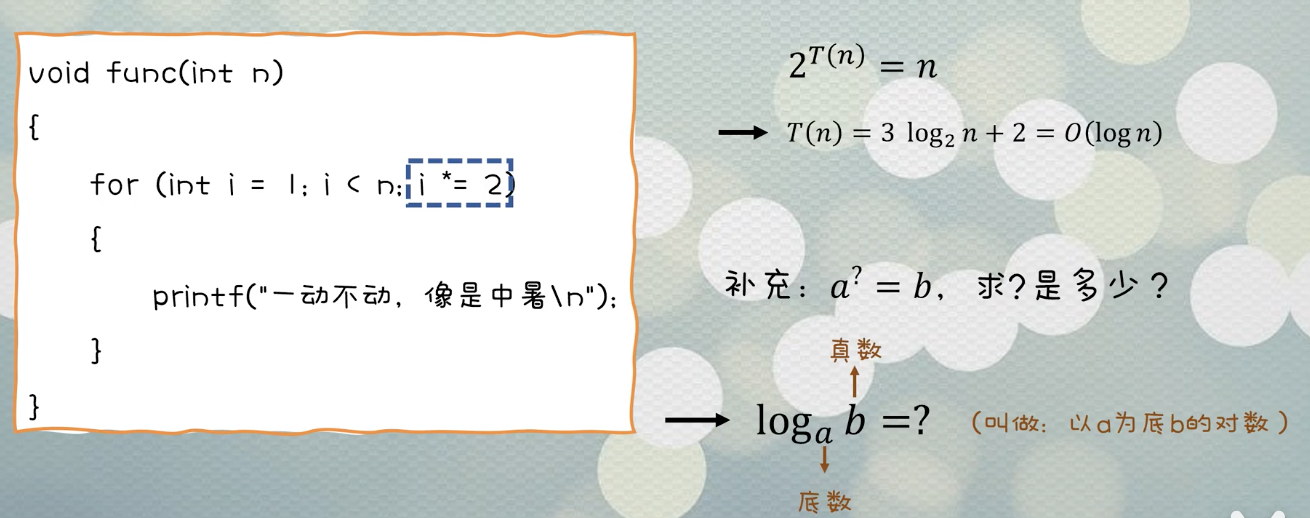 void func(int n)
{
for (int i = 1; i < n; i *= 2)
{
printf("一动不动，像是中暑\n");
}
}
2^{T(n)} = n
T(n) = 3 log₂ n + 2 = O(log n)
补充：a^? = b，求?是多少？
真数
logₐ b =? （叫做：以a为底b的对数）
底数